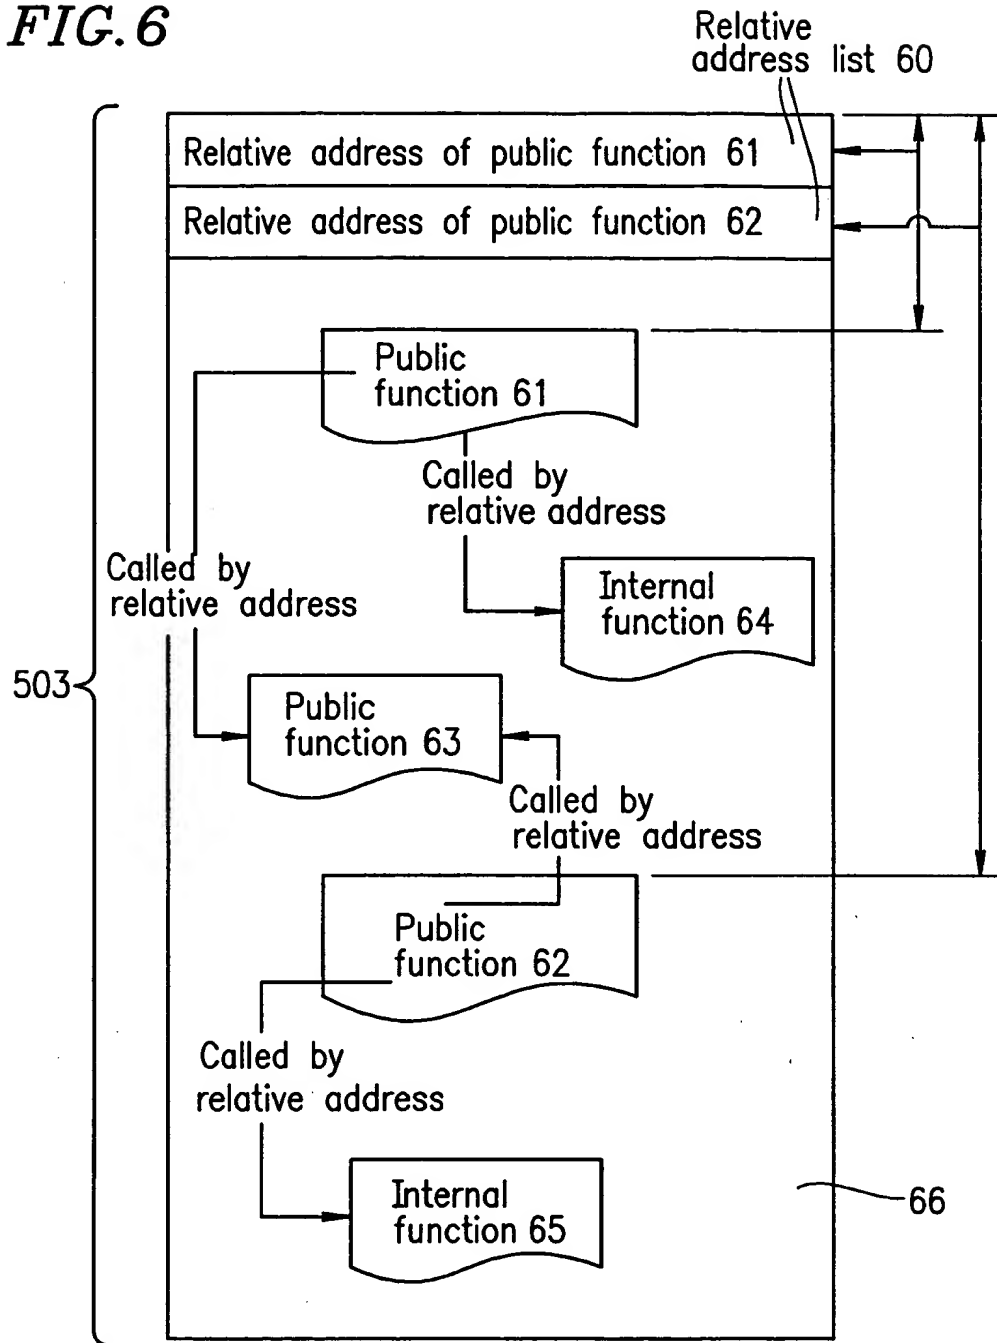 FIG. 6
Relative
address list 60
Relative address of public function 61
Relative address of public function 62
Public
function 61
Called by
relative address
Internal
function 64
Called by
relative address
503
Public
function 63
Called by
relative address
Public
function 62
Called by
relative address
Internal
function 65
66